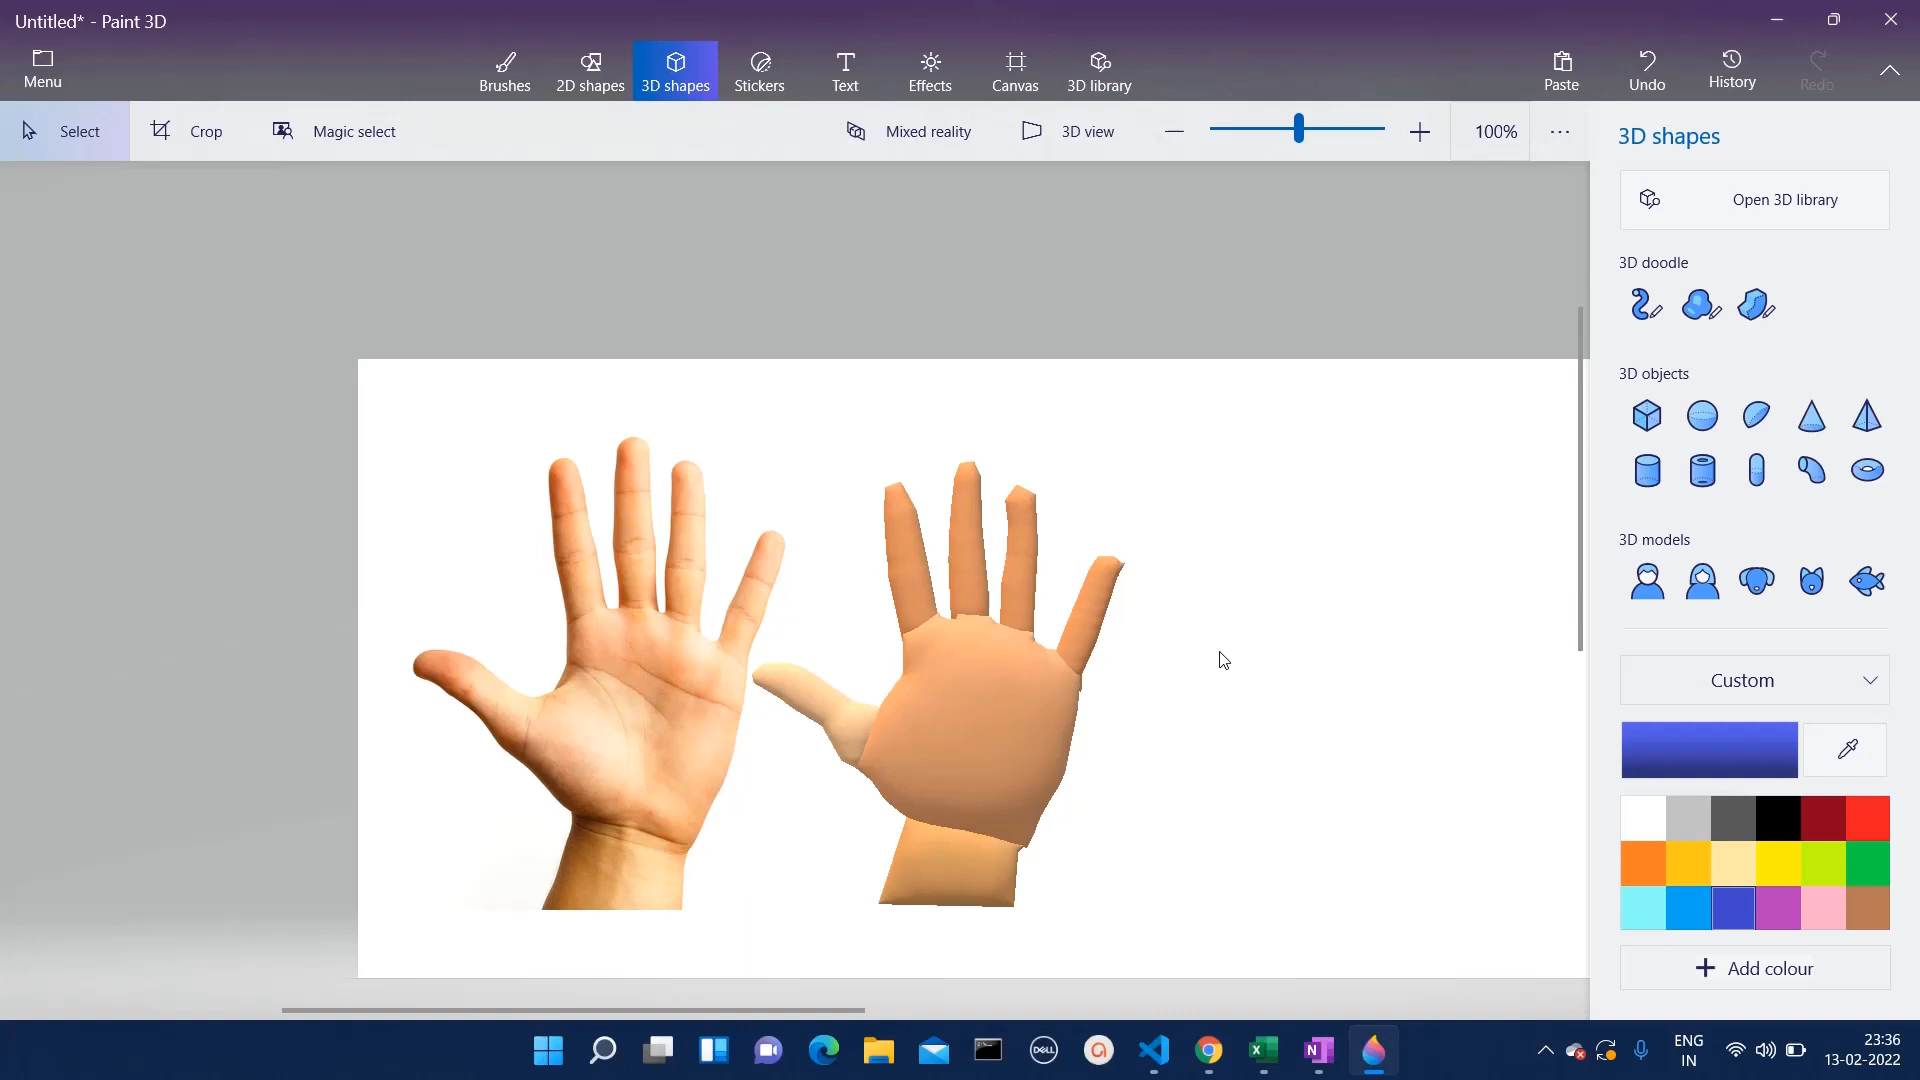 Untitled* - Paint 3D
Menu
Brushes
2D shapes
3D shapes
Stickers
Text
Effects
Canvas
3D library
Paste
Undo
History
Redo
Select
Crop
Magic select
Mixed reality
3D view
100%
3D shapes
Open 3D library
3D doodle
3D objects
3D models
Custom
Add colour
DELL
ENG
IN
23:36
13-02-2022